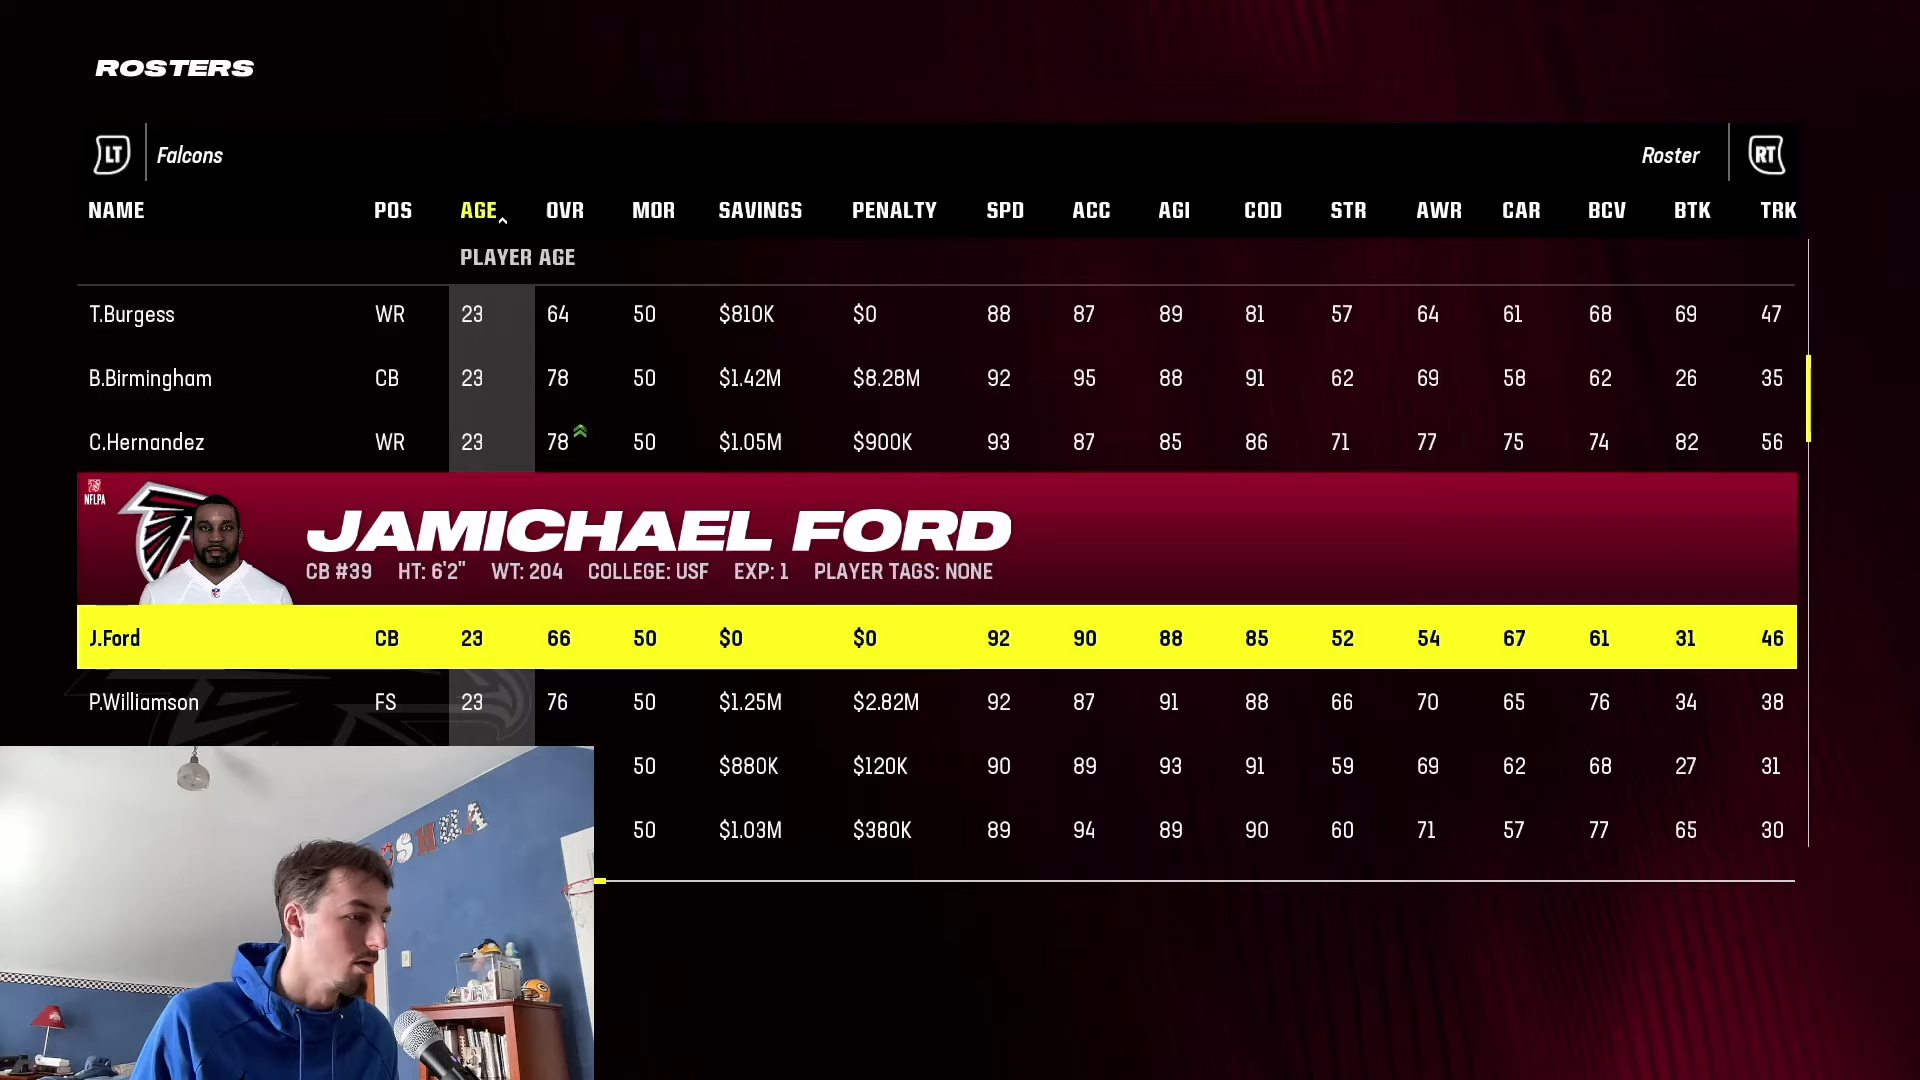 ROSTERS
LT Falcons Roster RT
NAME POS AGE OVR MOR SAVINGS PENALTY SPD ACC AGI COD STR AWR CAR BCV BTK TRK
PLAYER AGE
T.Burgess WR 23 64 50 $810K $0 88 87 89 81 57 64 61 68 69 47
B.Birmingham CB 23 78 50 $1.42M $8.28M 92 95 88 91 62 69 58 62 26 35
C.Hernandez WR 23 78 50 $1.05M $900K 93 87 85 86 71 77 75 74 82 56
NFLPA
JAMICHAEL FORD
CB #39 HT: 6'2" WT: 204 COLLEGE: USF EXP: 1 PLAYER TAGS: NONE
J.Ford CB 23 66 50 $0 $0 92 90 88 85 52 54 67 61 31 46
P.Williamson FS 23 76 50 $1.25M $2.82M 92 87 91 88 66 70 65 76 34 38
50 $880K $120K 90 89 93 91 59 69 62 68 27 31
50 $1.03M $380K 89 94 89 90 60 71 57 77 65 30